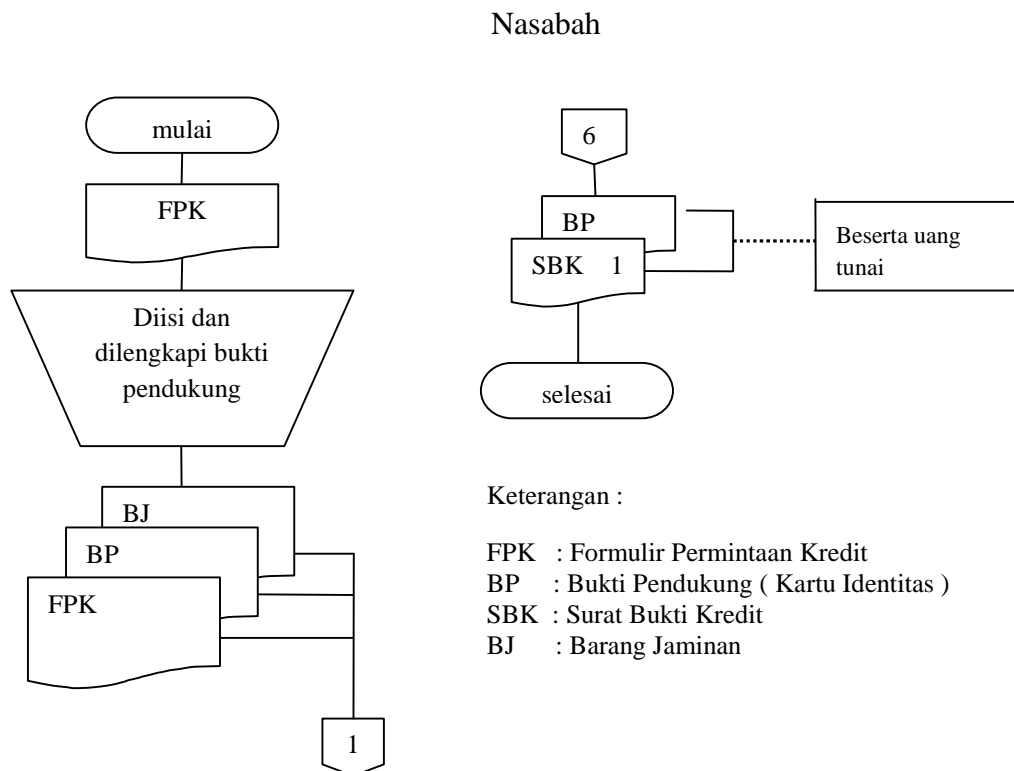 Nasabah
mulai
FPK
Diisi dan
dilengkapi bukti
pendukung
BJ
BP
FPK
1
6
BP
SBK 1
Beserta uang
tunai
selesai
Keterangan :
FPK : Formulir Permintaan Kredit
BP : Bukti Pendukung ( Kartu Identitas )
SBK : Surat Bukti Kredit
BJ : Barang Jaminan